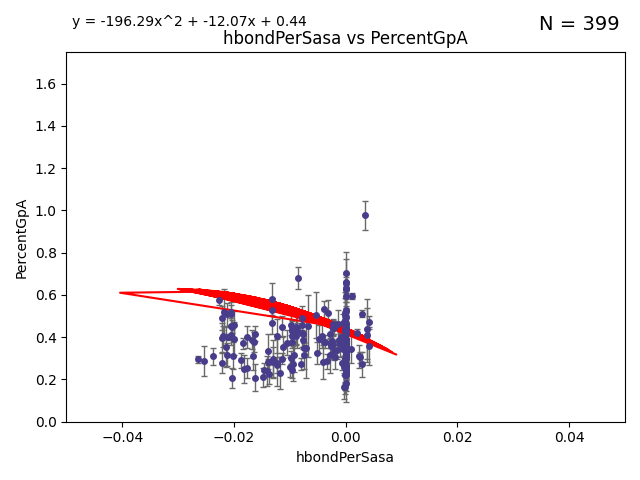 y = -196.29x^2 + -12.07x + 0.44
N = 399
hbondPerSasa vs PercentGpA
1.6
1.4
1.2
1.0
0.8
0.6
0.4
0.2
0.0
PercentGpA
−0.04 −0.02 0.00 0.02 0.04
hbondPerSasa